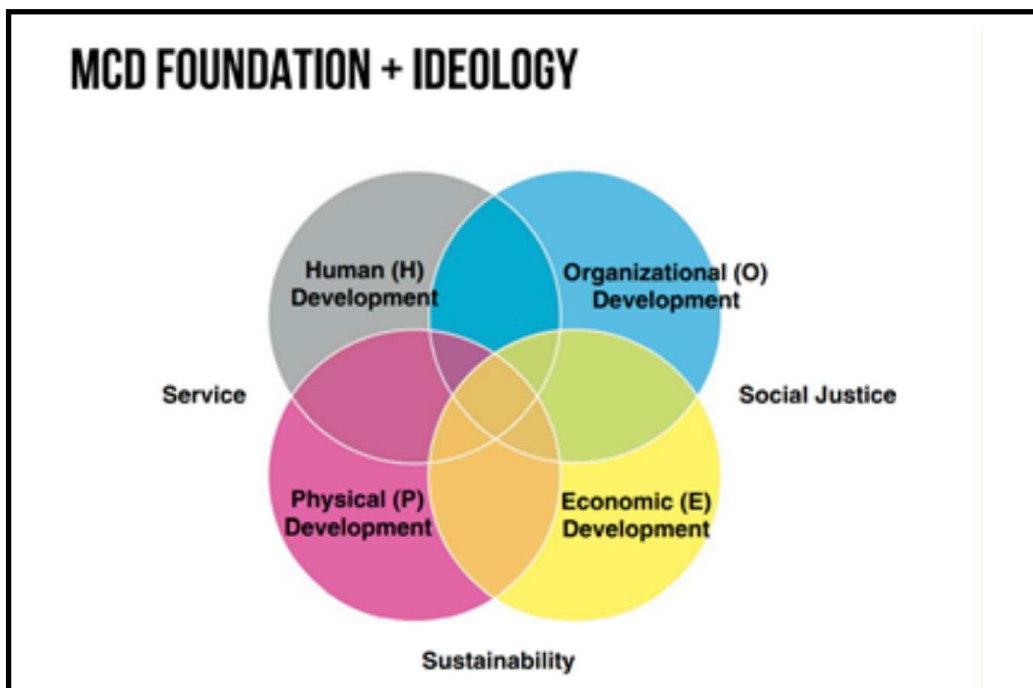 MCD FOUNDATION + IDEOLOGY
Human (H)
Development
Organizational (O)
Development
Service
Social Justice
Physical (P)
Development
Economic (E)
Development
Sustainability